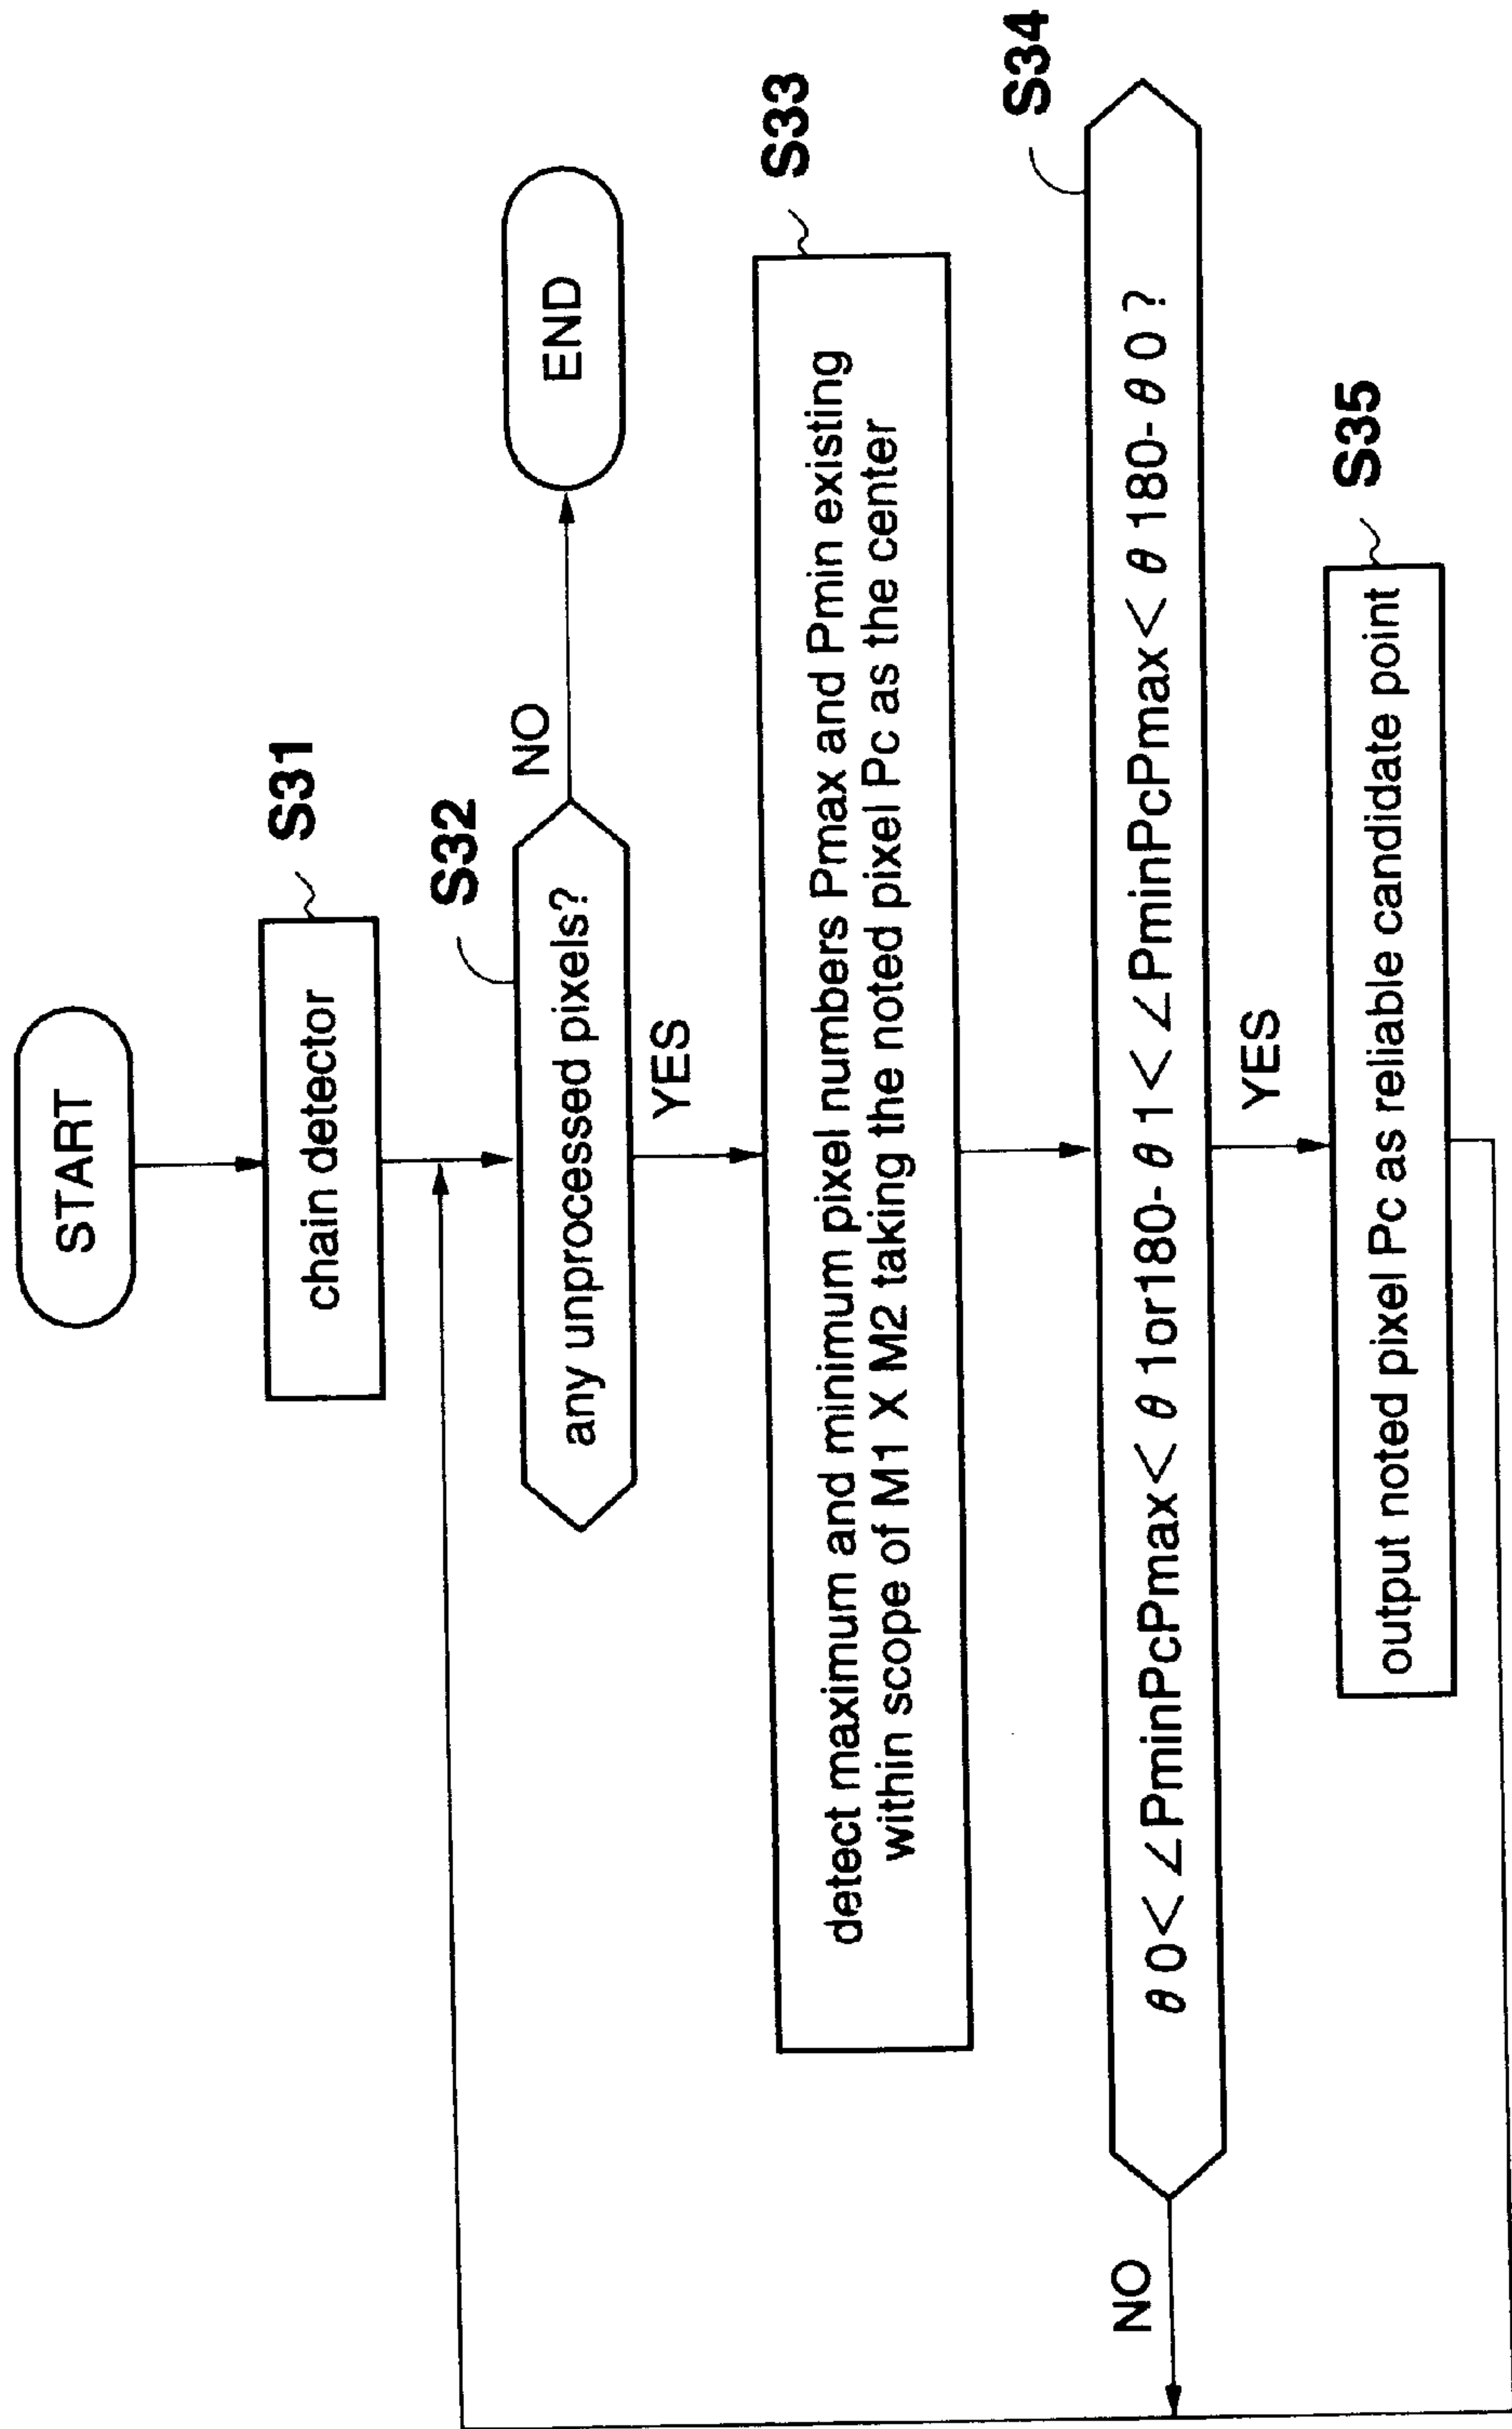 START
S31
chain detector
S32
any unprocessed pixels?
NO
END
YES
S33
detect maximum and minimum pixel numbers Pmax and Pmin existing
within scope of M1 X M2 taking the noted pixel Pc as the center
S34
θ0<∠PminPcPmax<θ1or180-θ1<∠PminPcPmax<θ180-θ0?
NO
YES
S35
output noted pixel Pc as reliable candidate point